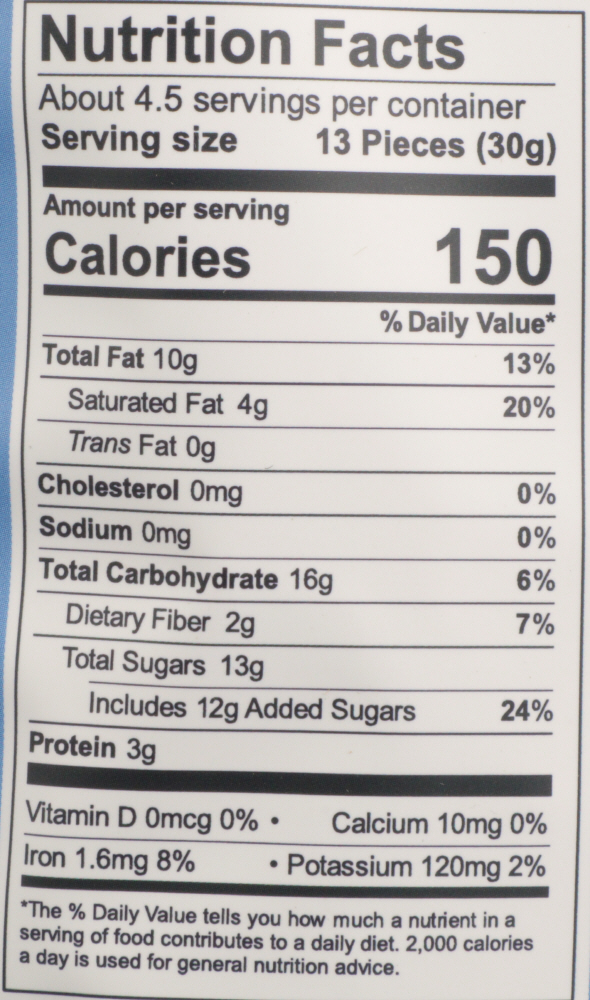 Nutrition Facts
About 4.5 servings per container
Serving size 13 Pieces (30g)
Amount per serving
Calories 150
% Daily Value*
Total Fat 10g 13%
Saturated Fat 4g 20%
Trans Fat 0g
Cholesterol 0mg 0%
Sodium 0mg 0%
Total Carbohydrate 16g 6%
Dietary Fiber 2g 7%
Total Sugars 13g
Includes 12g Added Sugars 24%
Protein 3g
Vitamin D 0mcg 0% • Calcium 10mg 0%
Iron 1.6mg 8% • Potassium 120mg 2%
*The % Daily Value tells you how much a nutrient in a
serving of food contributes to a daily diet. 2,000 calories
a day is used for general nutrition advice.